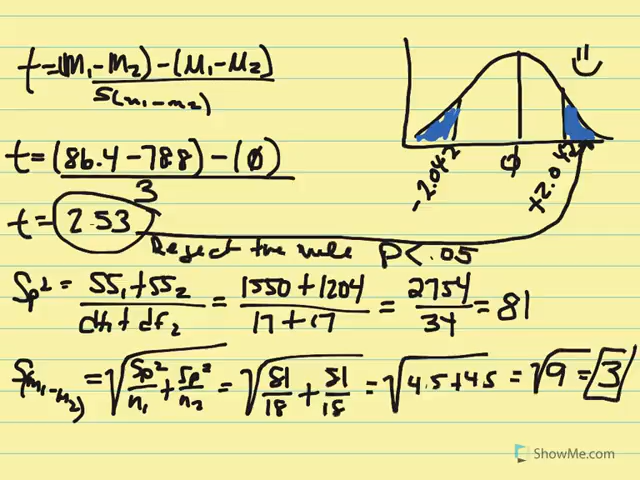 t = (M₁ - M₂) - (μ₁ - μ₂)
S(m₁ - m₂)
t = (86.4 - 788) - (0)
3
-2.042 0 +2.042
t = 2.53
Reject the null P < .05
Sp² = SS₁ + SS₂ / df₁ + df₂ = 1550 + 1204 / 17 + 17 = 2754 / 34 = 81
S(m₁ - m₂) = √ Sp²/n₁ + Sp²/n₂ = √ 81/18 + 81/18 = √ 4.5 + 4.5 = √9 = 3
ShowMe.com